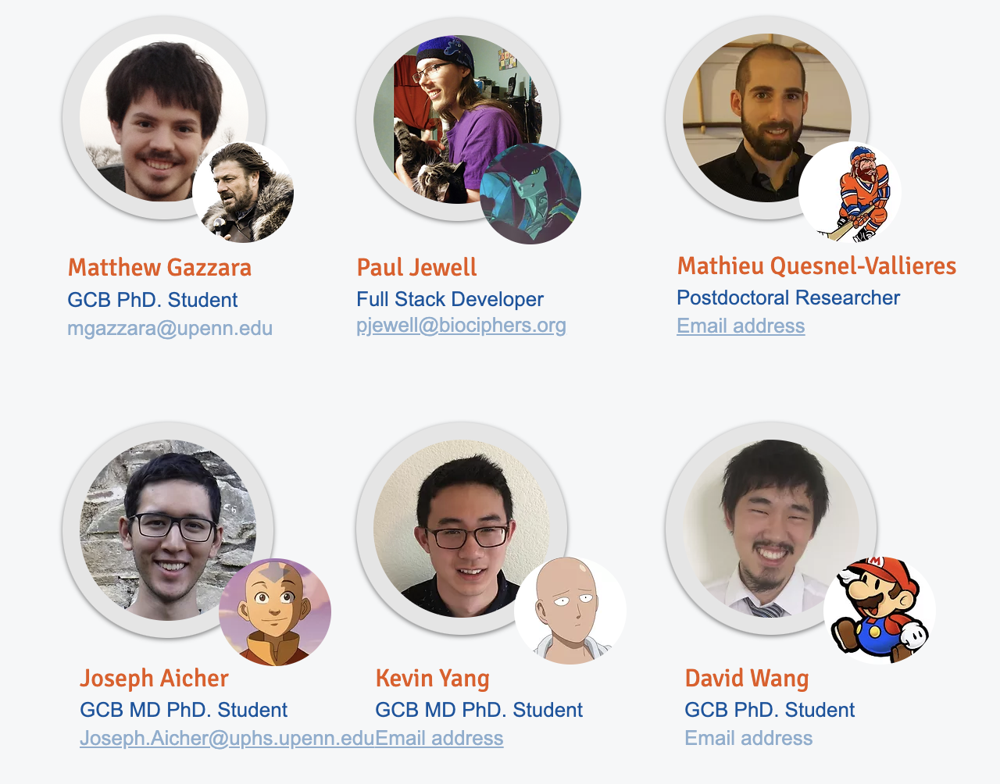 Matthew Gazzara
GCB PhD. Student
mgazzara@upenn.edu
Paul Jewell
Full Stack Developer
pjewell@biociphers.org
Mathieu Quesnel-Vallieres
Postdoctoral Researcher
Email address
Joseph Aicher
GCB MD PhD. Student
Joseph.Aicher@uphs.upenn.edu
Kevin Yang
GCB MD PhD. Student
Email address
M
David Wang
GCB PhD. Student
Email address